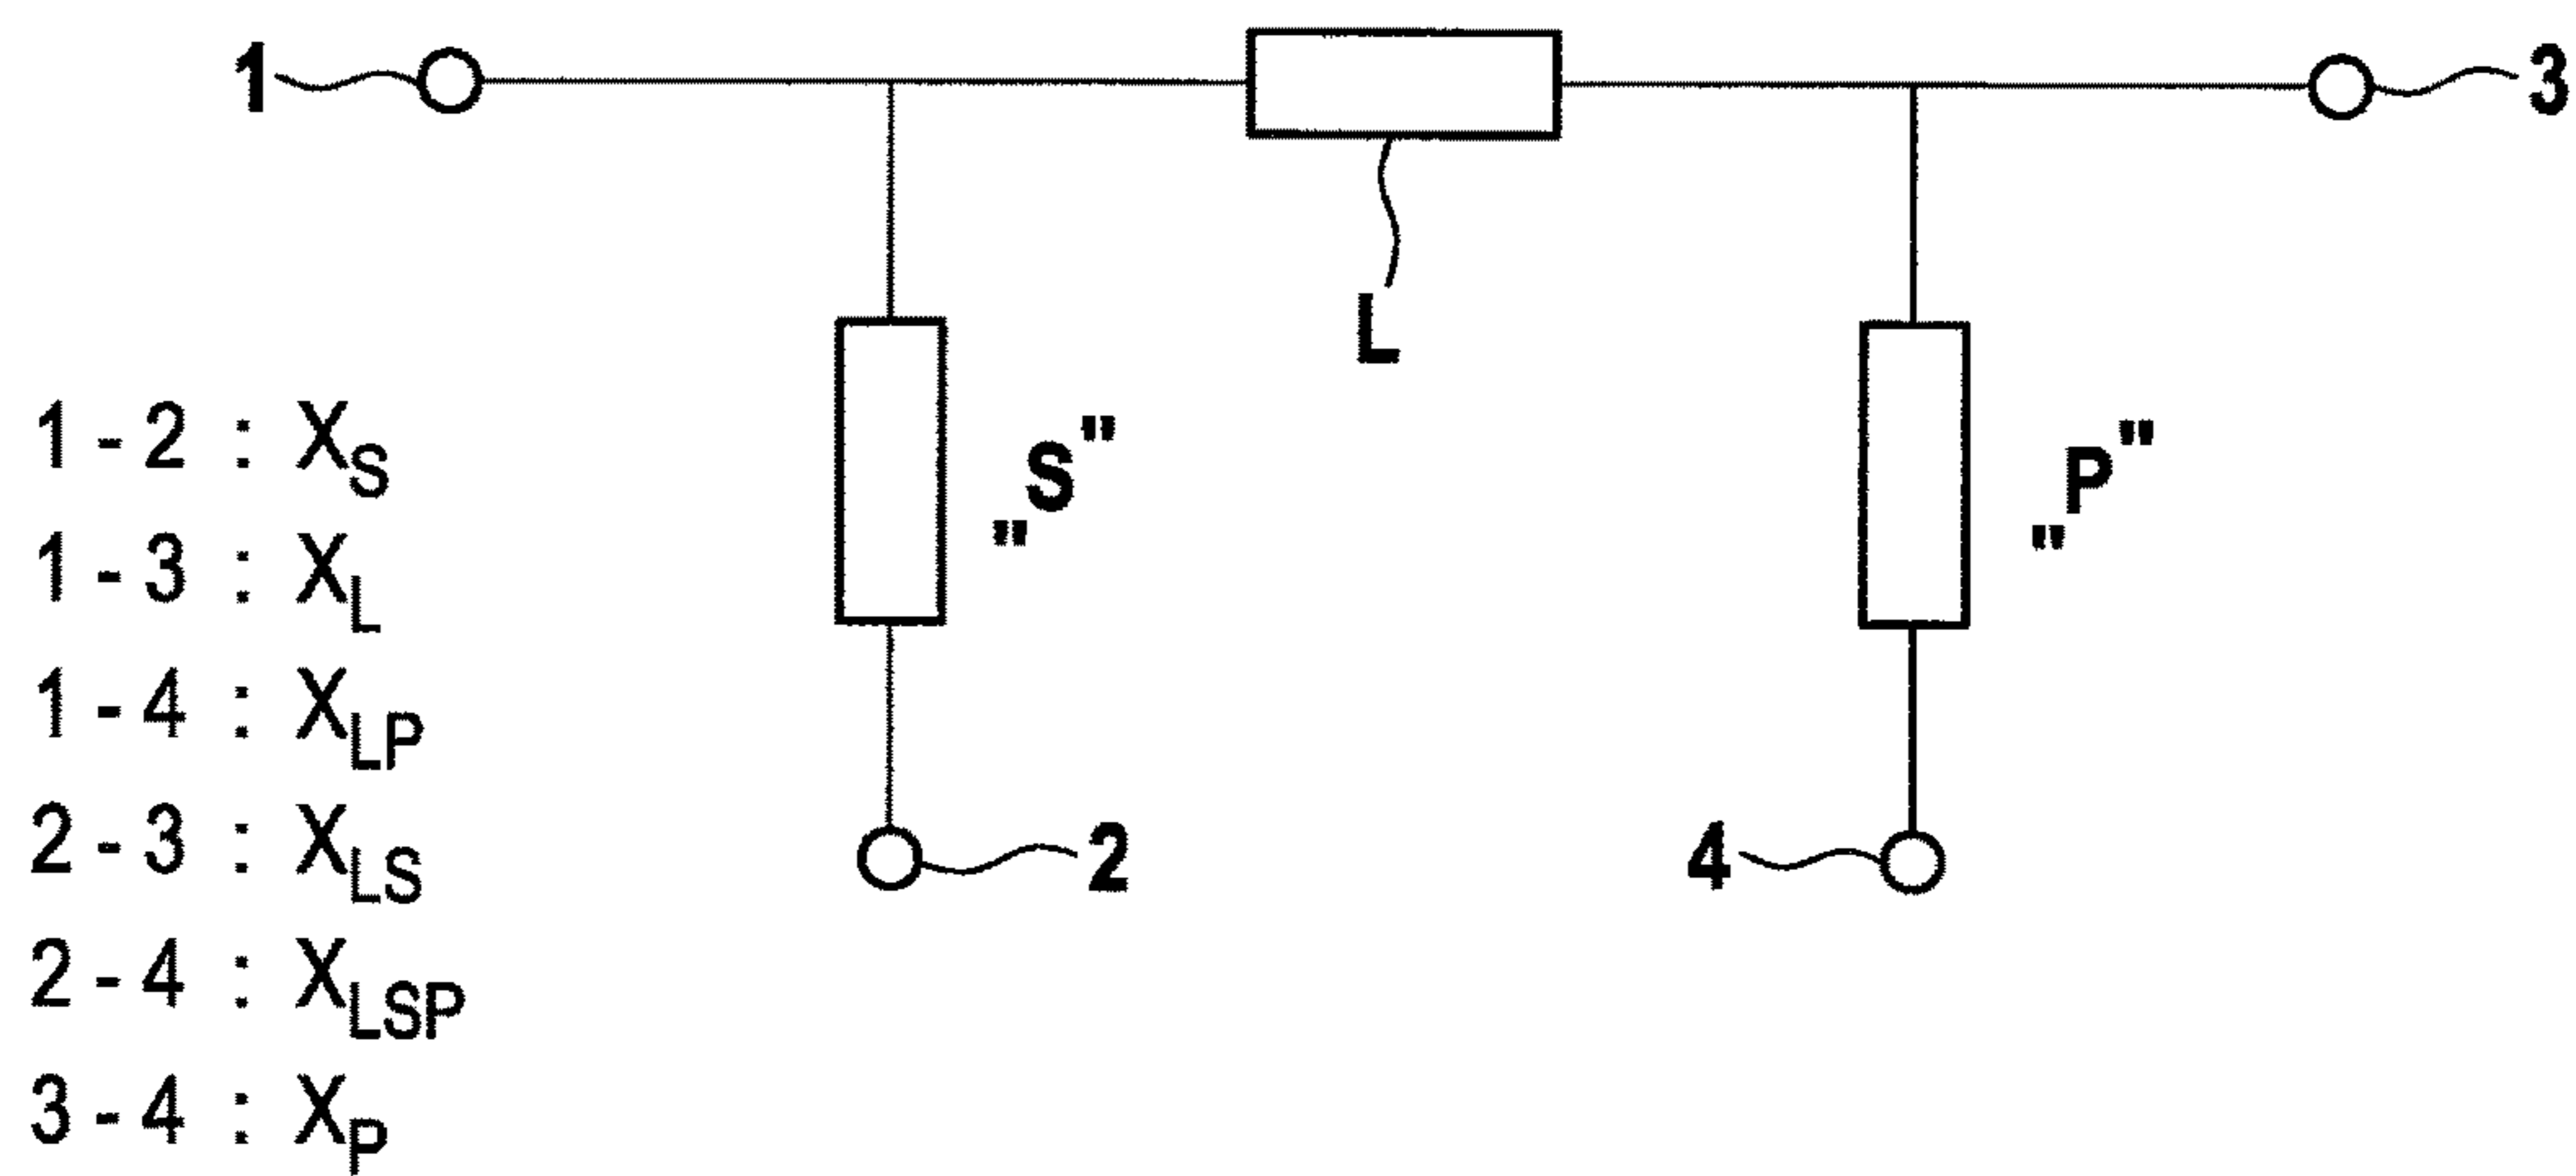 1
3
L
"S"
"P"
1 - 2 : X_S
1 - 3 : X_L
1 - 4 : X_LP
2 - 3 : X_LS
2 - 4 : X_LSP
3 - 4 : X_P
2
4